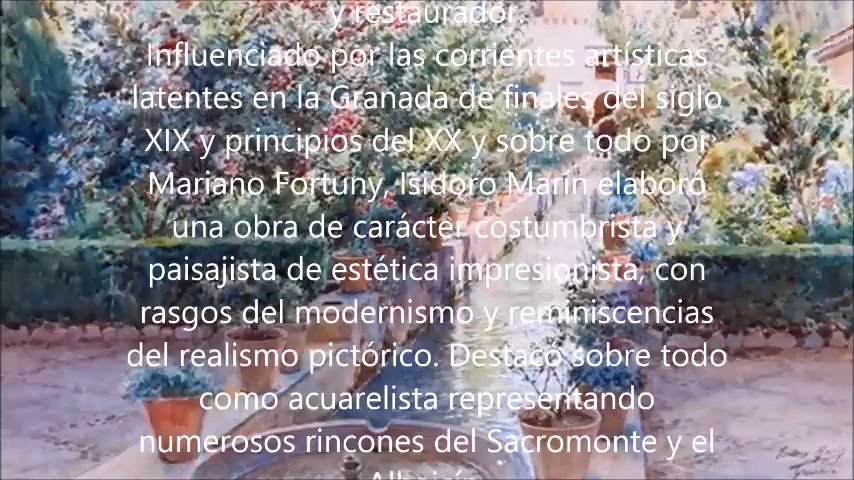 y restaurador.
Influenciado por las corrientes artísticas
latentes en la Granada de finales del siglo
XIX y principios del XX y sobre todo por
Mariano Fortuny, Isidoro Marín elaboró
una obra de carácter costumbrista y
paisajista de estética impresionista, con
rasgos del modernismo y reminiscencias
del realismo pictórico. Destacó sobre todo
como acuarelista representando
numerosos rincones del Sacromonte y el